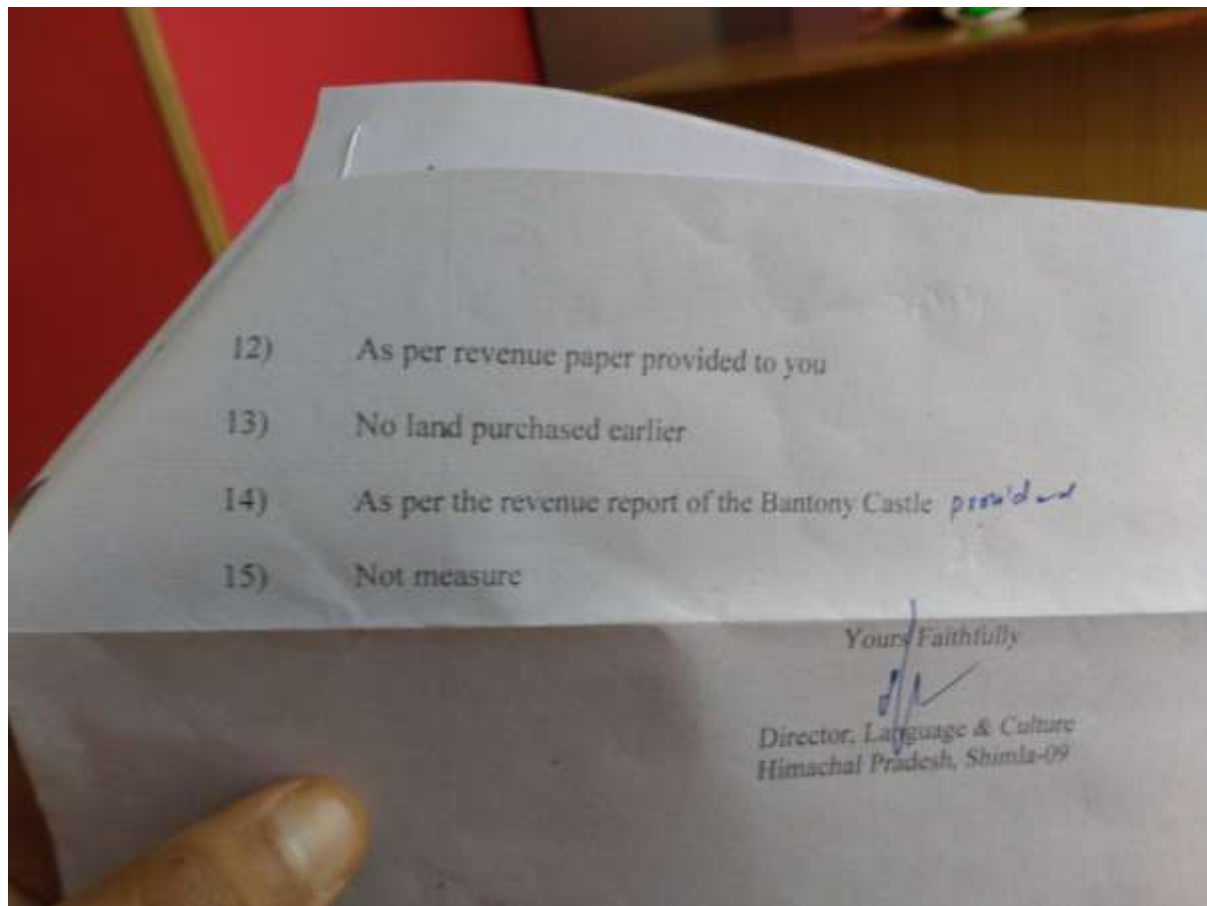 12) As per revenue paper provided to you
13) No land purchased earlier
14) As per the revenue report of the Bantony Castle provided
15) Not measure
Yours Faithfully
Director, Language & Culture
Himachal Pradesh, Shimla-09